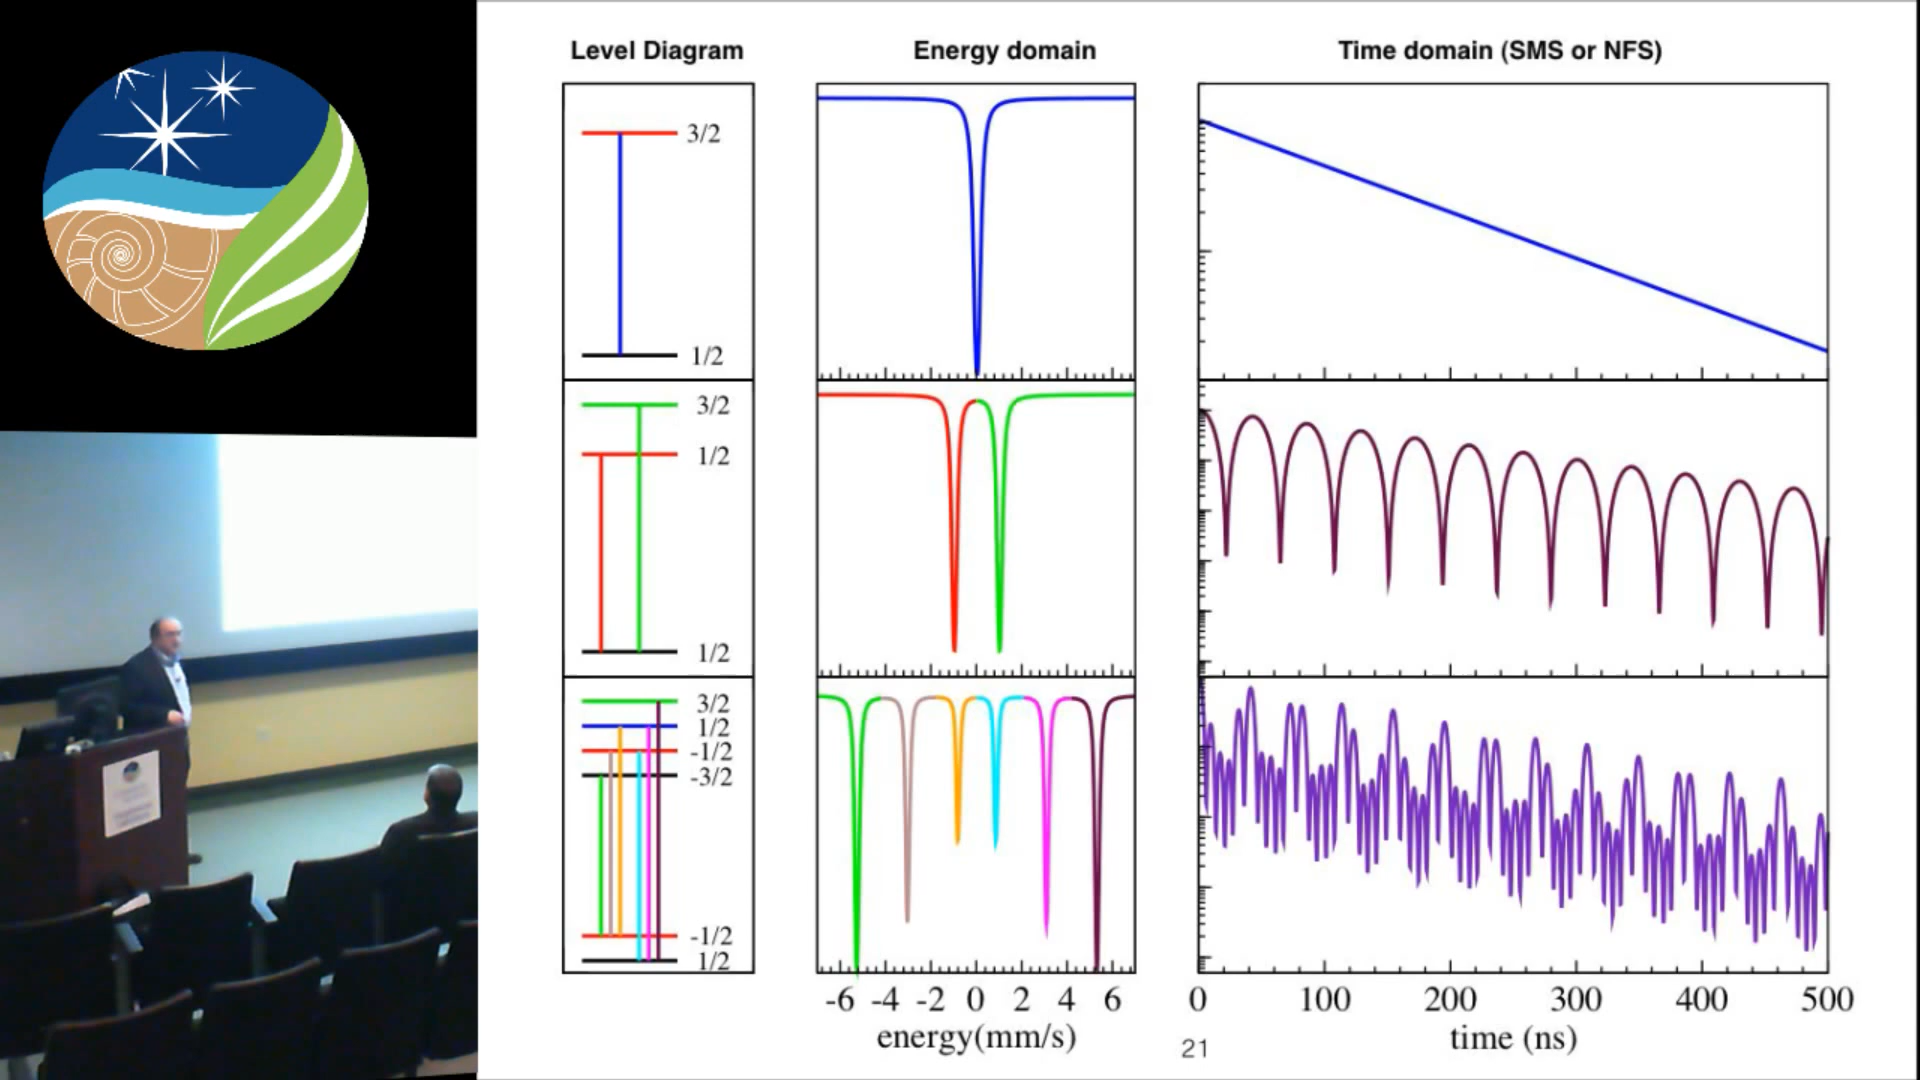 Level Diagram
Energy domain
Time domain (SMS or NFS)
3/2
1/2
3/2
1/2
1/2
3/2
1/2
-1/2
-3/2
-1/2
1/2
-6 -4 -2 0 2 4 6
energy(mm/s)
0 100 200 300 400 500
time (ns)
21